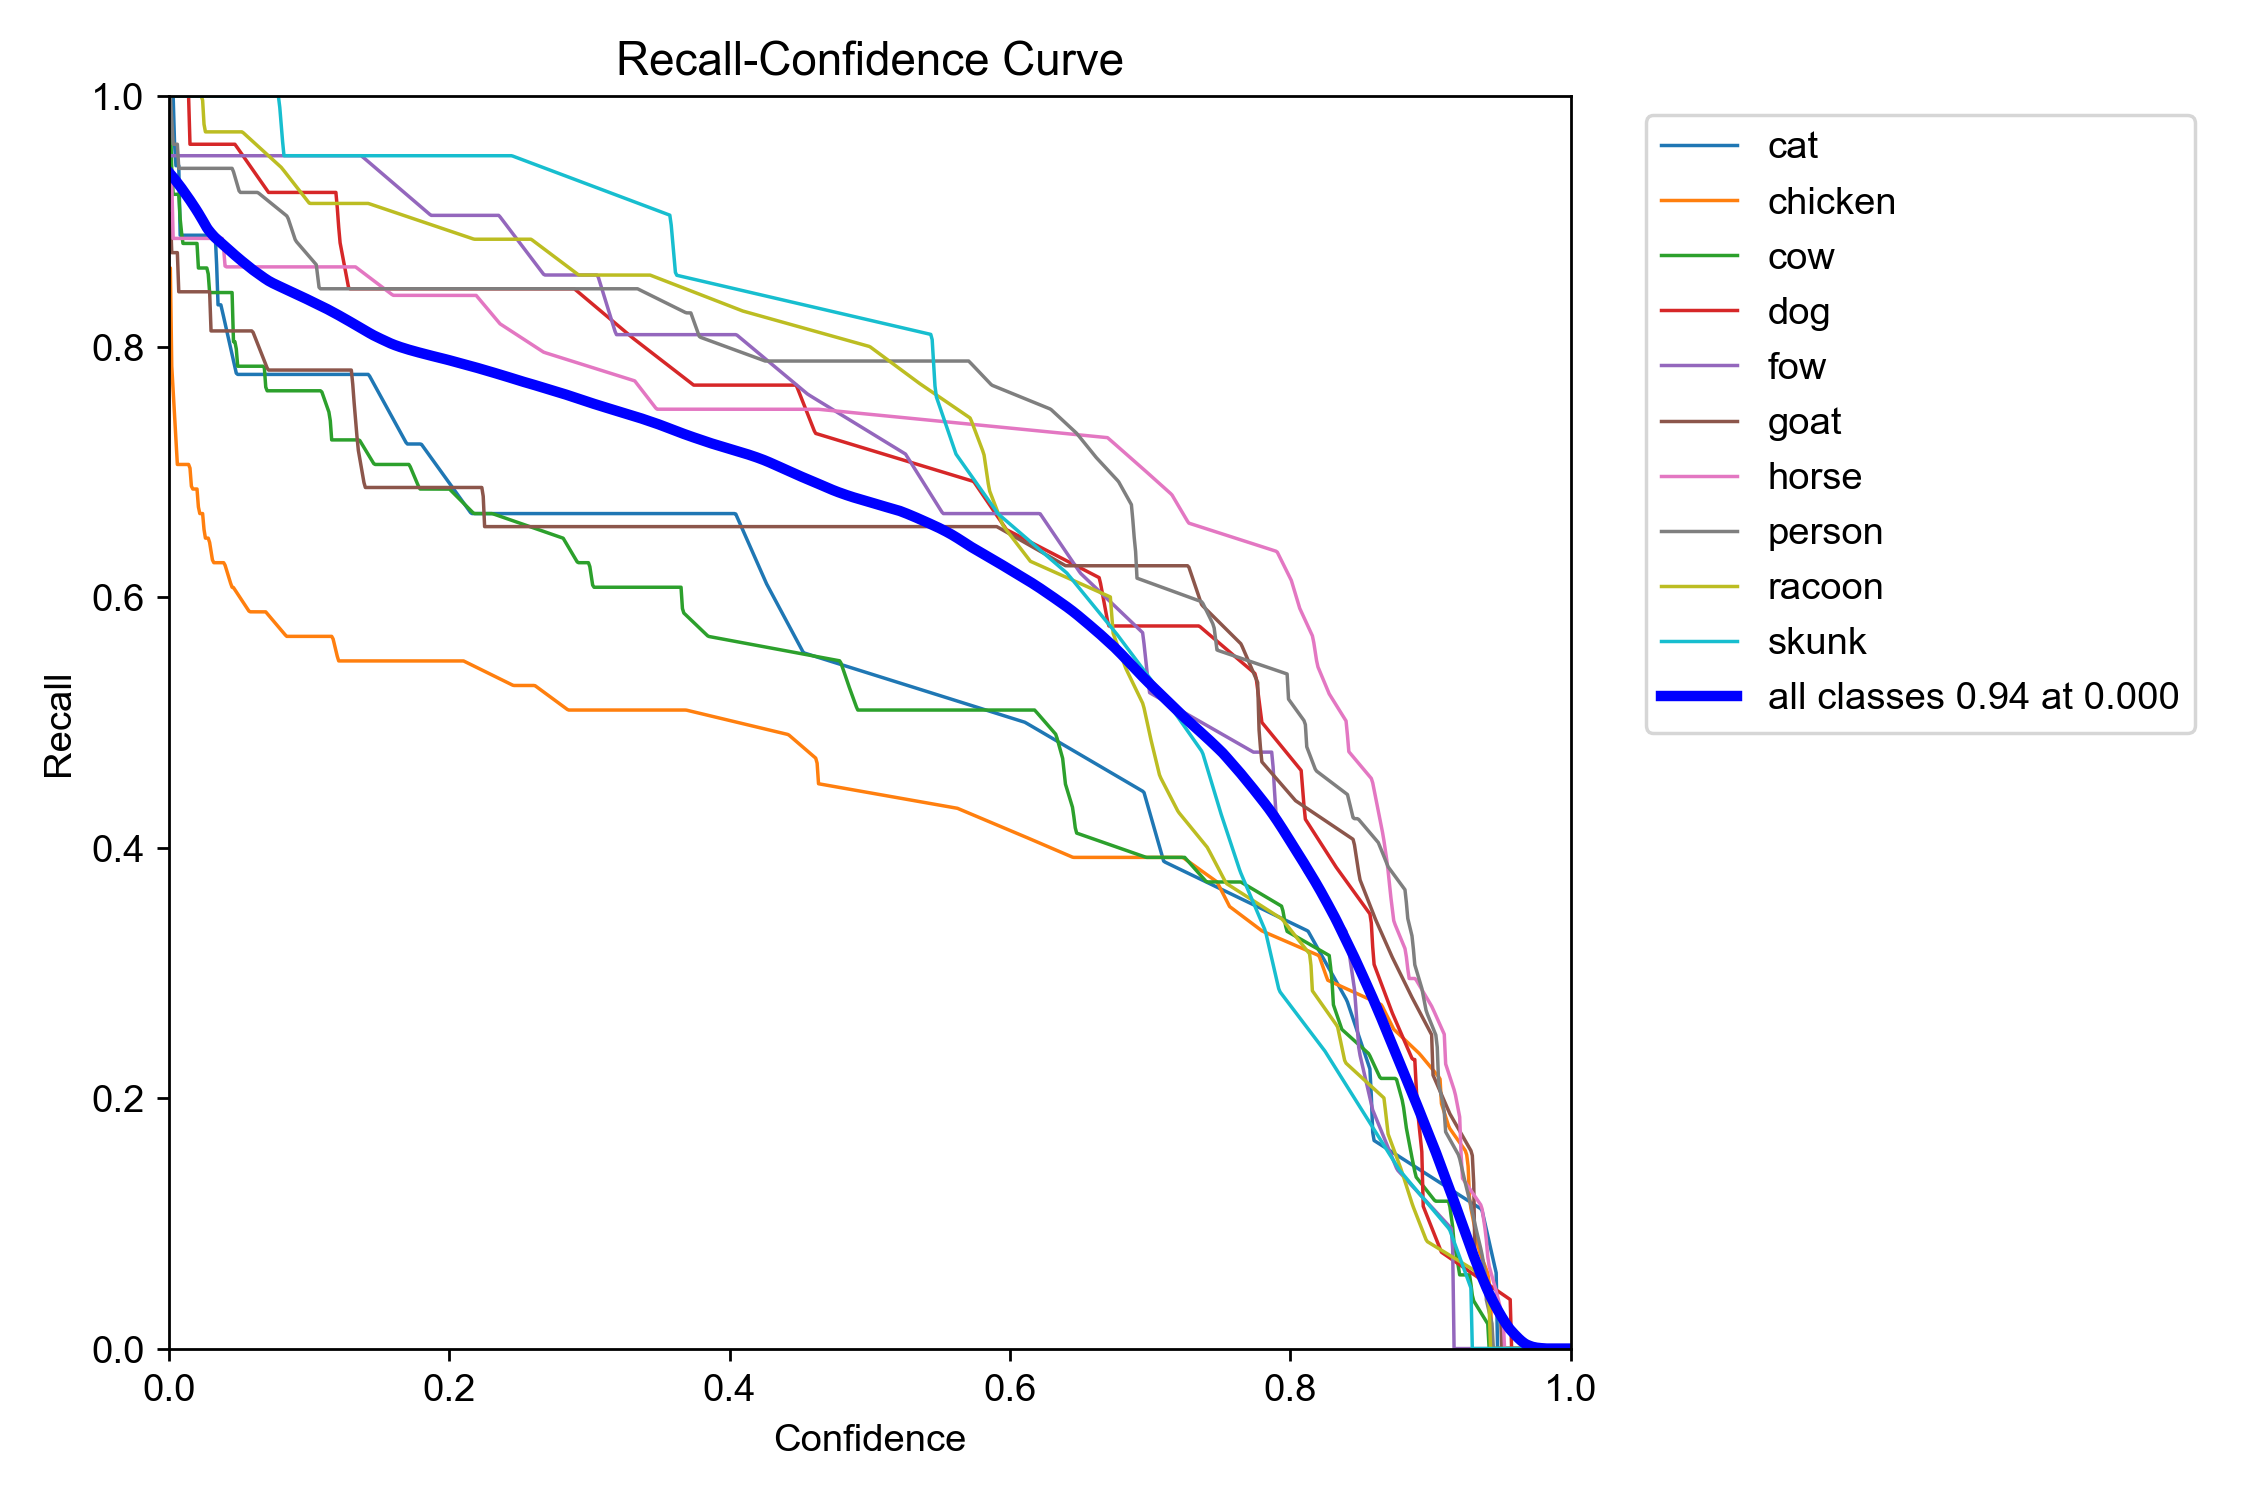 Recall-Confidence Curve
1.0
0.8
0.6
0.4
0.2
0.0
Recall
0.0 0.2 0.4 0.6 0.8 1.0
Confidence
cat
chicken
cow
dog
fow
goat
horse
person
racoon
skunk
all classes 0.94 at 0.000